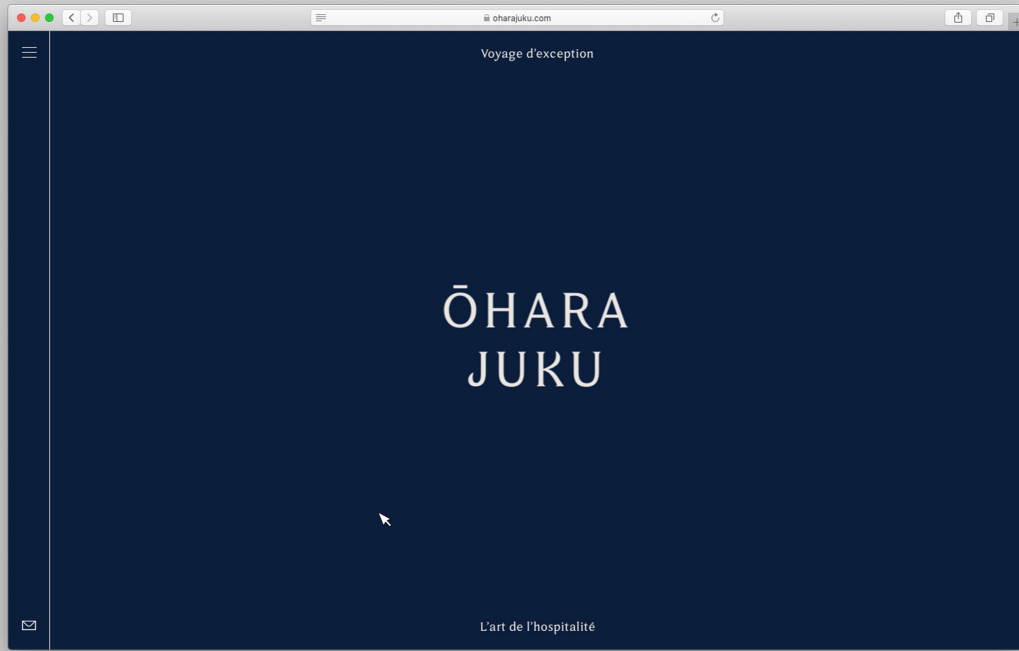 oharajuku.com
Voyage d'exception
ŌHARA
JUKU
L'art de l'hospitalité